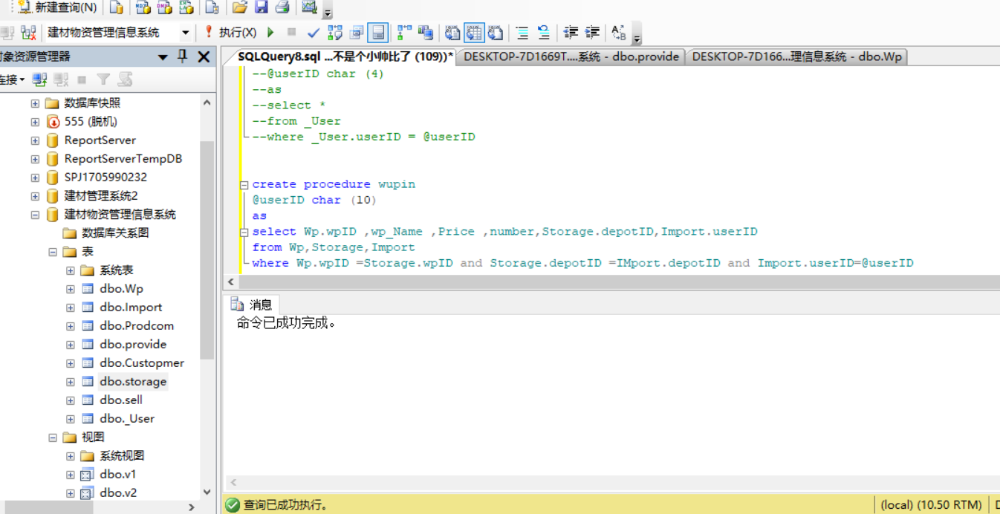 新建查询(N)
建材物资管理信息系统
执行(X)
对象资源管理器
SQLQuery8.sql ...不是个小帅比了 (109))*
DESKTOP-7D1669T....系统 - dbo.provide
DESKTOP-7D166...理信息系统 - dbo.Wp
连接
数据库快照
555 (脱机)
ReportServer
ReportServerTempDB
SPJ1705990232
建材管理系统2
建材物资管理信息系统
数据库关系图
表
系统表
dbo.Wp
dbo.Import
dbo.Prodcom
dbo.provide
dbo.Custopmer
dbo.storage
dbo.sell
dbo._User
视图
系统视图
dbo.v1
dbo.v2
--@userID char (4)
--as
--select *
--from _User
--where _User.userID = @userID
create procedure wupin
@userID char (10)
as
select Wp.wpID ,wp_Name ,Price ,number,Storage.depotID,Import.userID
from Wp,Storage,Import
where Wp.wpID =Storage.wpID and Storage.depotID =IMport.depotID and Import.userID=@userID
消息
命令已成功完成。
查询已成功执行。
(local) (10.50 RTM)